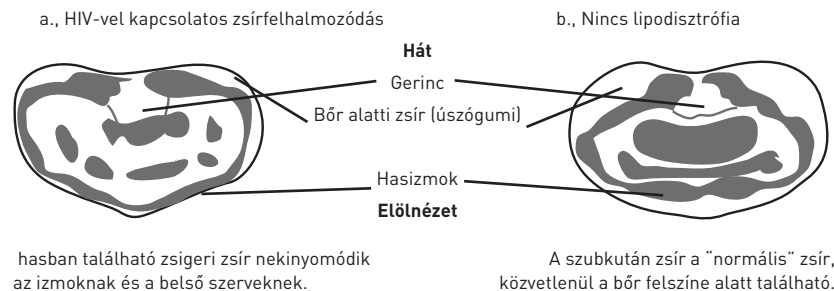 a., HIV-vel kapcsolatos zsírfelhalmozódás
b., Nincs lipodisztrófia
Hát
Gerinc
Bőr alatti zsír (úszógumi)
Hasizmok
Elölnézet
hasban található zsigeri zsír nekinyomódik
az izmoknak és a belső szerveknek.
A szubkután zsír a "normális" zsír,
közvetlenül a bőr felszíne alatt található.